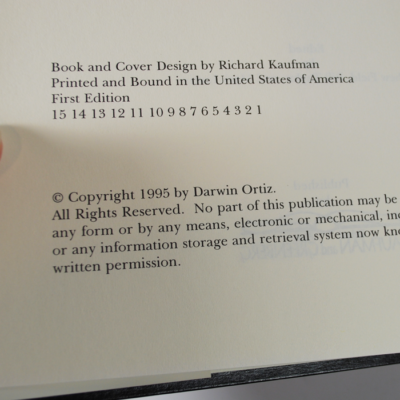 Book and Cover Design by Richard Kaufman
Printed and Bound in the United States of America
First Edition
15 14 13 12 11 10 9 8 7 6 5 4 3 2 1
© Copyright 1995 by Darwin Ortiz.
All Rights Reserved. No part of this publication may be
any form or by any means, electronic or mechanical, inc
or any information storage and retrieval system now kno
written permission.